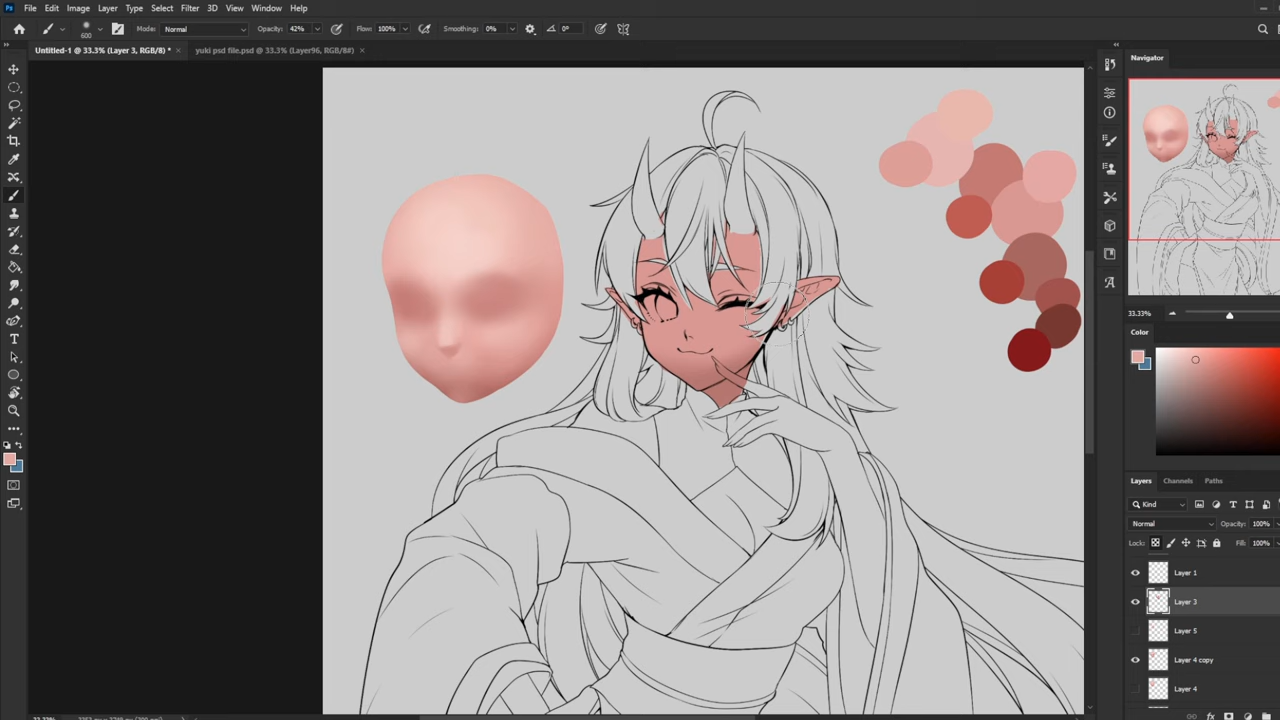 Ps File Edit Image Layer Type Select Filter 3D View Window Help
600 Mode: Normal Opacity: 42% Flow: 100% Smoothing: 0% 0°
Untitled-1 @ 33.3% (Layer 3, RGB/8) * × yuki psd file.psd @ 33.3% (Layer96, RGB/8#) ×
Navigator
33.33%
Color
Layers Channels Paths
Kind
Normal Opacity: 100%
Lock: Fill: 100%
Layer 1
Layer 3
Layer 5
Layer 4 copy
Layer 4
fx